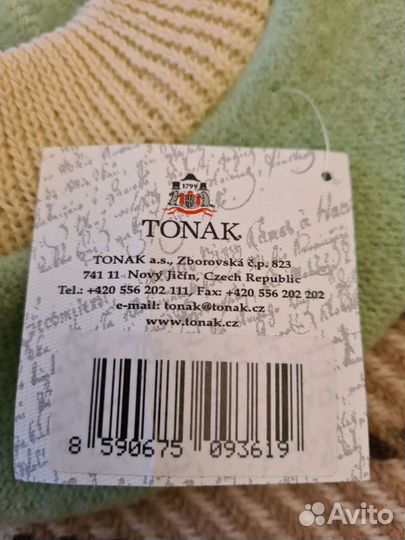 1799
TONAK
TONAK a.s., Zborovská č.p. 823
741 11 Nový Jičín, Czech Republic
Tel.: +420 556 202 111, Fax: +420 556 202 202
e-mail: tonak@tonak.cz
www.tonak.cz
8 590675 093619
Avito